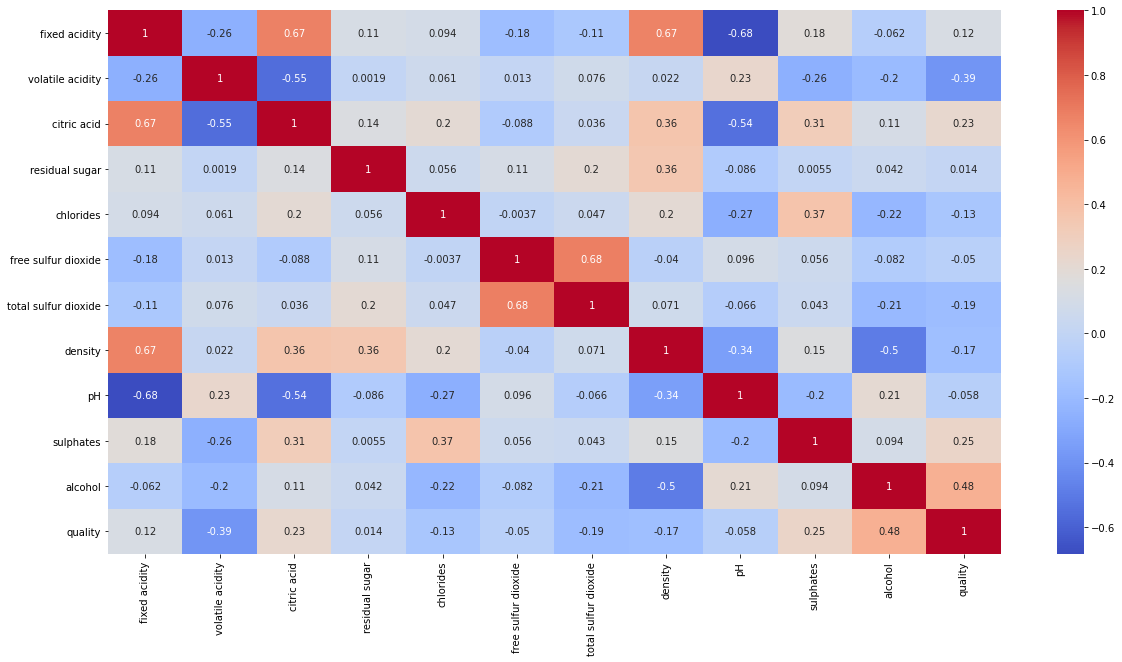 fixed acidity 1 -0.26 0.67 0.11 0.094 -0.18 -0.11 0.67 -0.68 0.18 -0.062 0.12
volatile acidity -0.26 1 -0.55 0.0019 0.061 0.013 0.076 0.022 0.23 -0.26 -0.2 -0.39
citric acid 0.67 -0.55 1 0.14 0.2 -0.088 0.036 0.36 -0.54 0.31 0.11 0.23
residual sugar 0.11 0.0019 0.14 1 0.056 0.11 0.2 0.36 -0.086 0.0055 0.042 0.014
chlorides 0.094 0.061 0.2 0.056 1 -0.0037 0.047 0.2 -0.27 0.37 -0.22 -0.13
free sulfur dioxide -0.18 0.013 -0.088 0.11 -0.0037 1 0.68 -0.04 0.096 0.056 -0.082 -0.05
total sulfur dioxide -0.11 0.076 0.036 0.2 0.047 0.68 1 0.071 -0.066 0.043 -0.21 -0.19
density 0.67 0.022 0.36 0.36 0.2 -0.04 0.071 1 -0.34 0.15 -0.5 -0.17
pH -0.68 0.23 -0.54 -0.086 -0.27 0.096 -0.066 -0.34 1 -0.2 0.21 -0.058
sulphates 0.18 -0.26 0.31 0.0055 0.37 0.056 0.043 0.15 -0.2 1 0.094 0.25
alcohol -0.062 -0.2 0.11 0.042 -0.22 -0.082 -0.21 -0.5 0.21 0.094 1 0.48
quality 0.12 -0.39 0.23 0.014 -0.13 -0.05 -0.19 -0.17 -0.058 0.25 0.48 1
fixed acidity
volatile acidity
citric acid
residual sugar
chlorides
free sulfur dioxide
total sulfur dioxide
density
pH
sulphates
alcohol
quality
1.0
0.8
0.6
0.4
0.2
0.0
−0.2
−0.4
−0.6